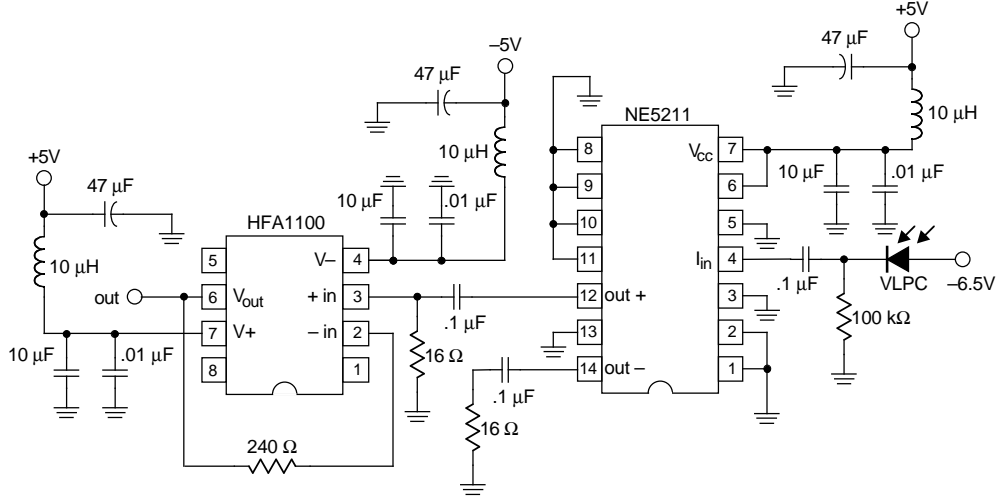 +5V
–5V
47 µF
47 µF
10 µH
NE5211
10 µH
8
V_CC
7
10 µF
.01 µF
+5V
10 µF
.01 µF
9
6
47 µF
HFA1100
10
5
10 µH
5
V–
4
11
I_in
4
VLPC
–6.5V
.1 µF
out
6
V_out
+ in
3
12
out +
3
100 kΩ
.1 µF
7
V+
– in
2
13
2
10 µF
.01 µF
16 Ω
8
1
14
out –
1
.1 µF
16 Ω
240 Ω